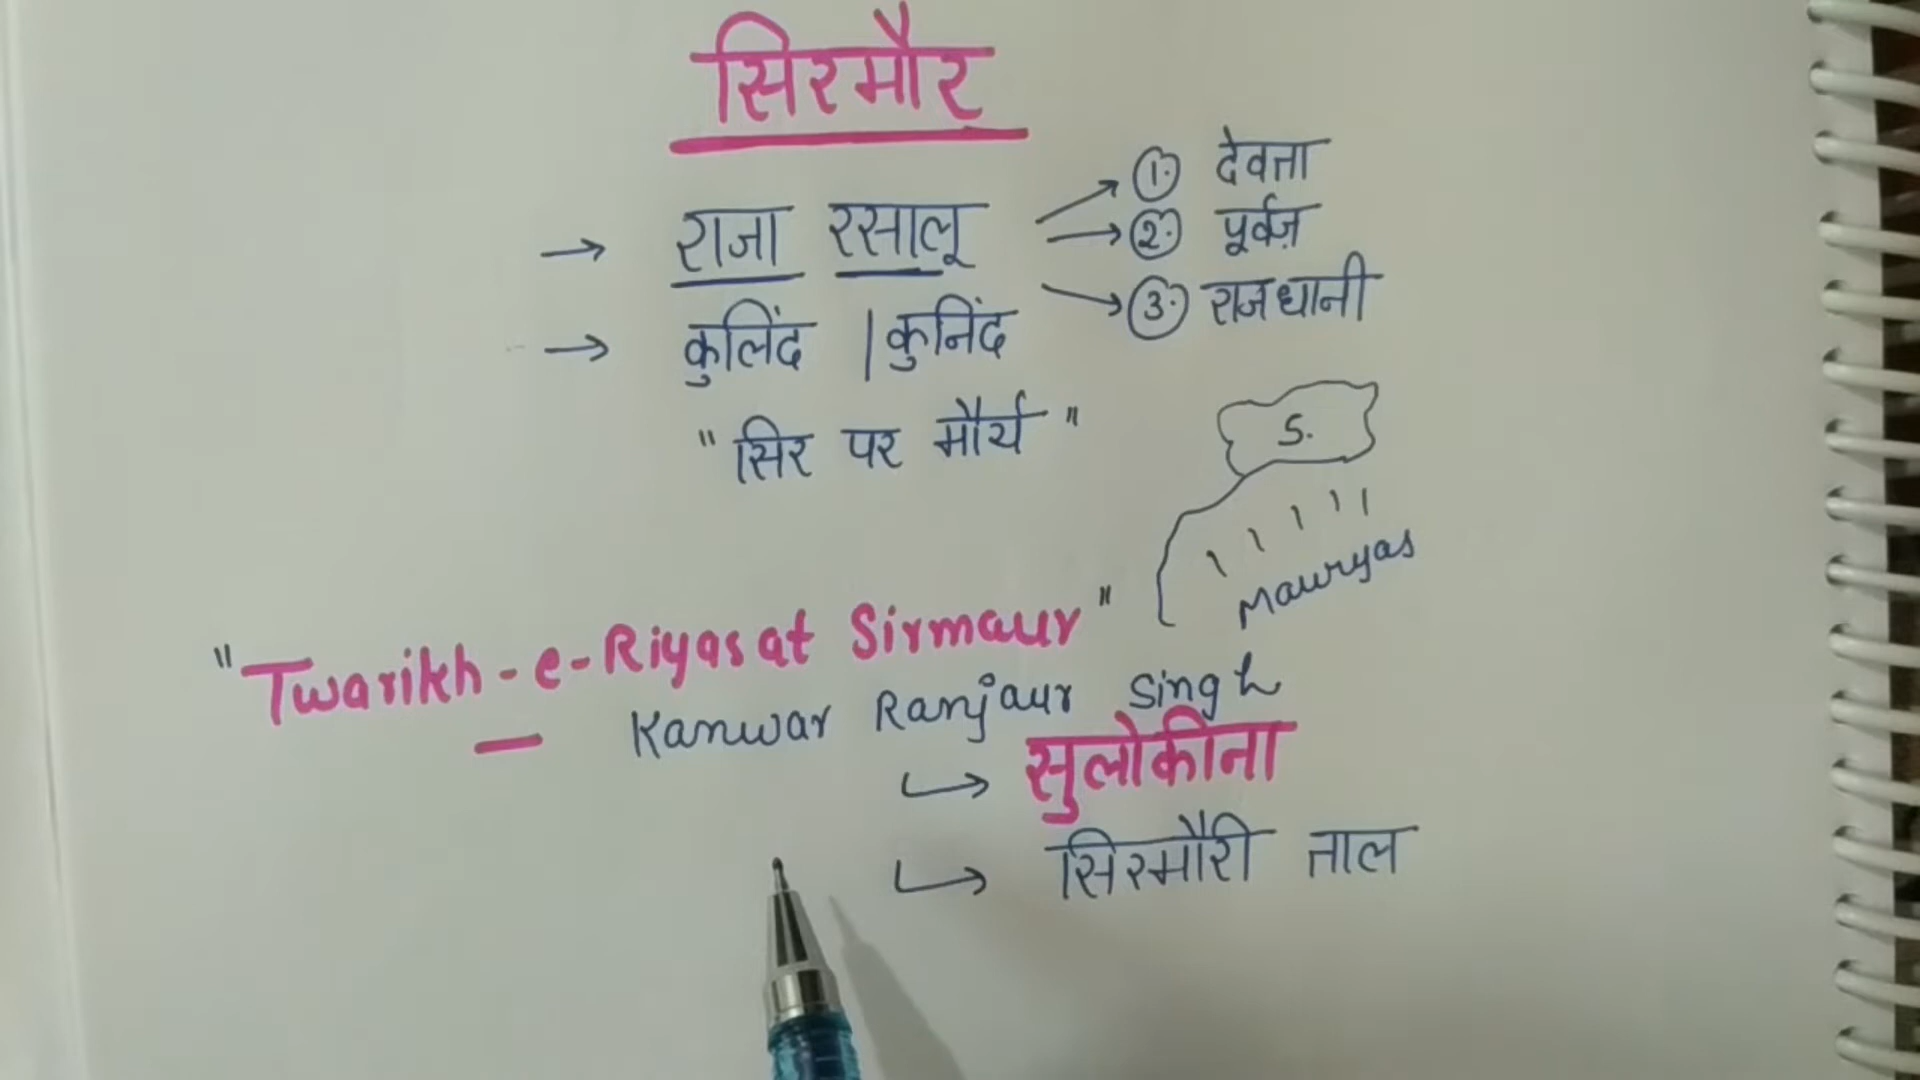 सिरमौर
→ राजा रसालू
→ ① देवता
→ ② पूर्वज़
→ ③ राजधानी
→ कुलिंद | कुनिंद
"सिर पर मौर्य"
S.
Mauryas
"Twarikh-e-Riyasat Sirmaur"
Kanwar Ranjaur Singh
↳ सुलोकीना
↳ सिरमौरी ताल